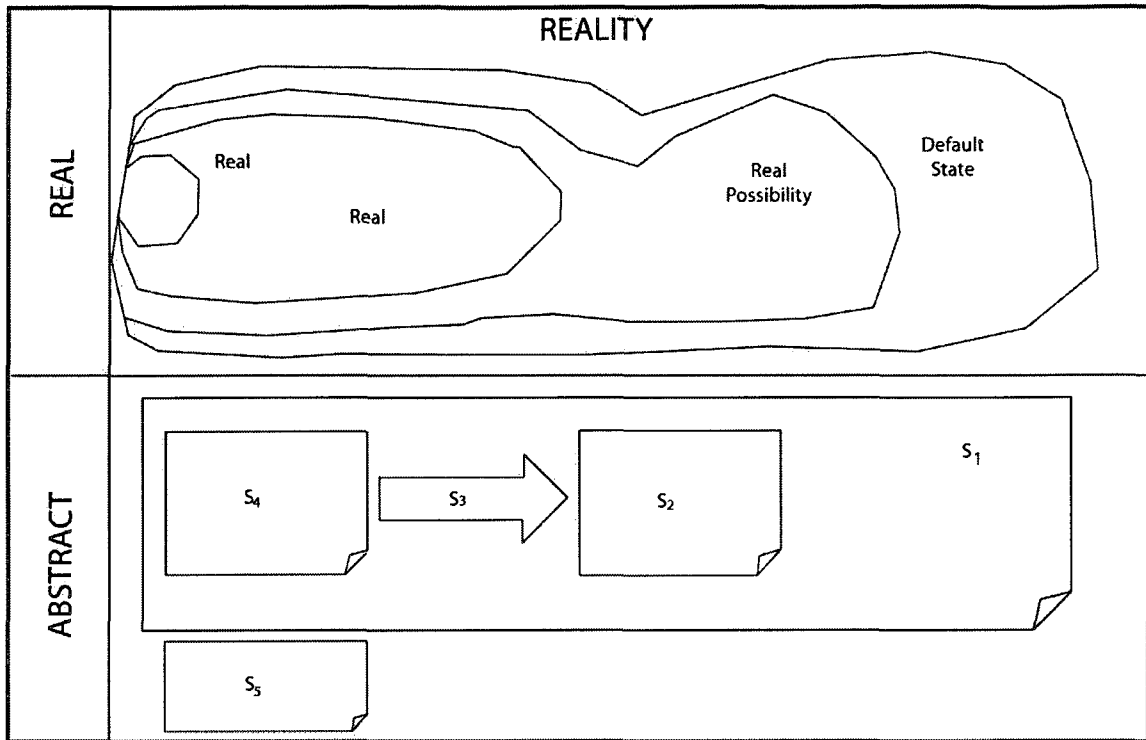 REALITY
REAL
Real
Real
Real
Possibility
Default
State
ABSTRACT
S₄
S₃
S₂
S₁
S₅